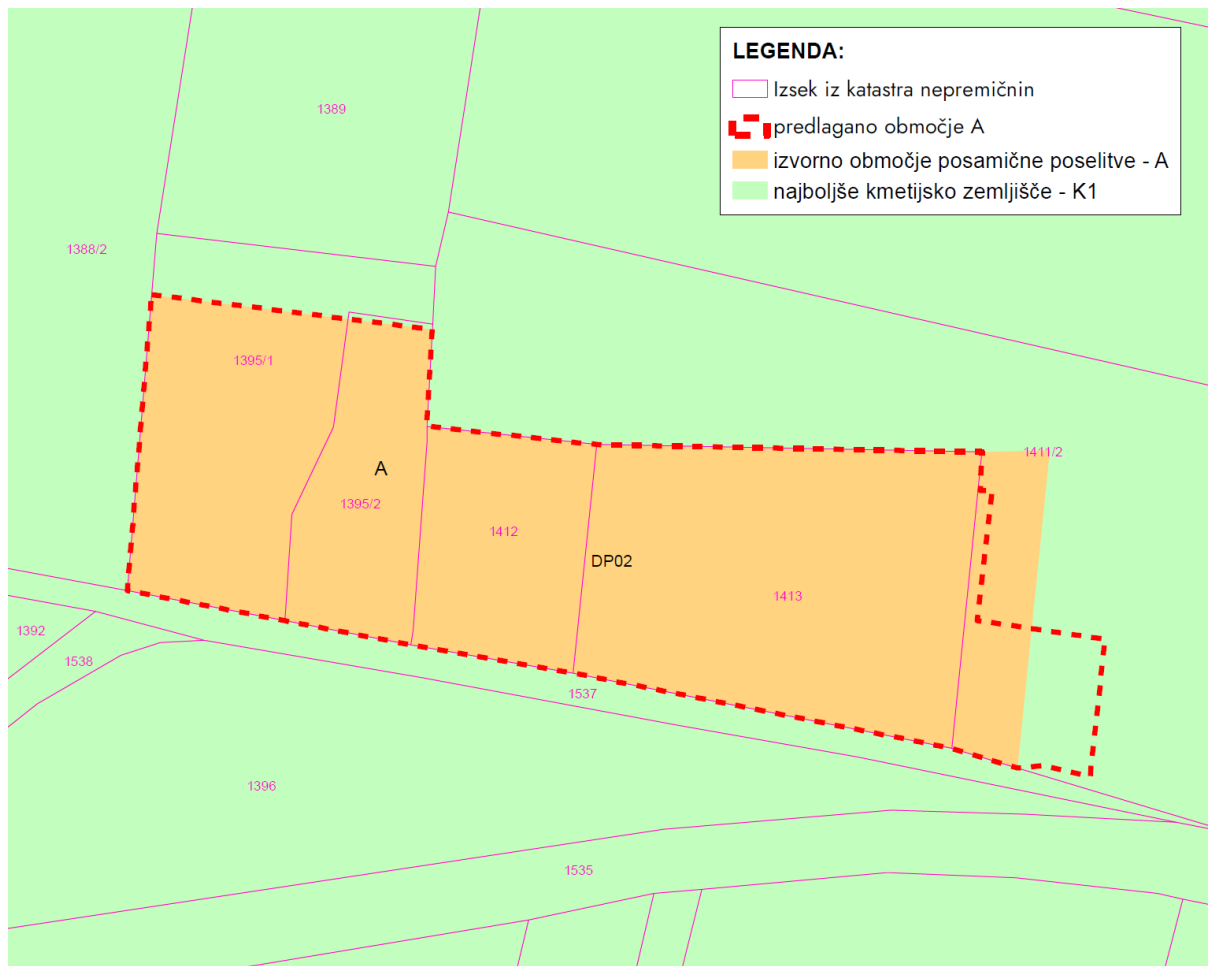 LEGENDA:
Izsek iz katastra nepremičnin
predlagano območje A
izvorno območje posamične poselitve - A
najboljše kmetijsko zemljišče - K1
1389
1388/2
1395/1
1411/2
A
1395/2
1412
DP02
1413
1392
1538
1537
1396
1535